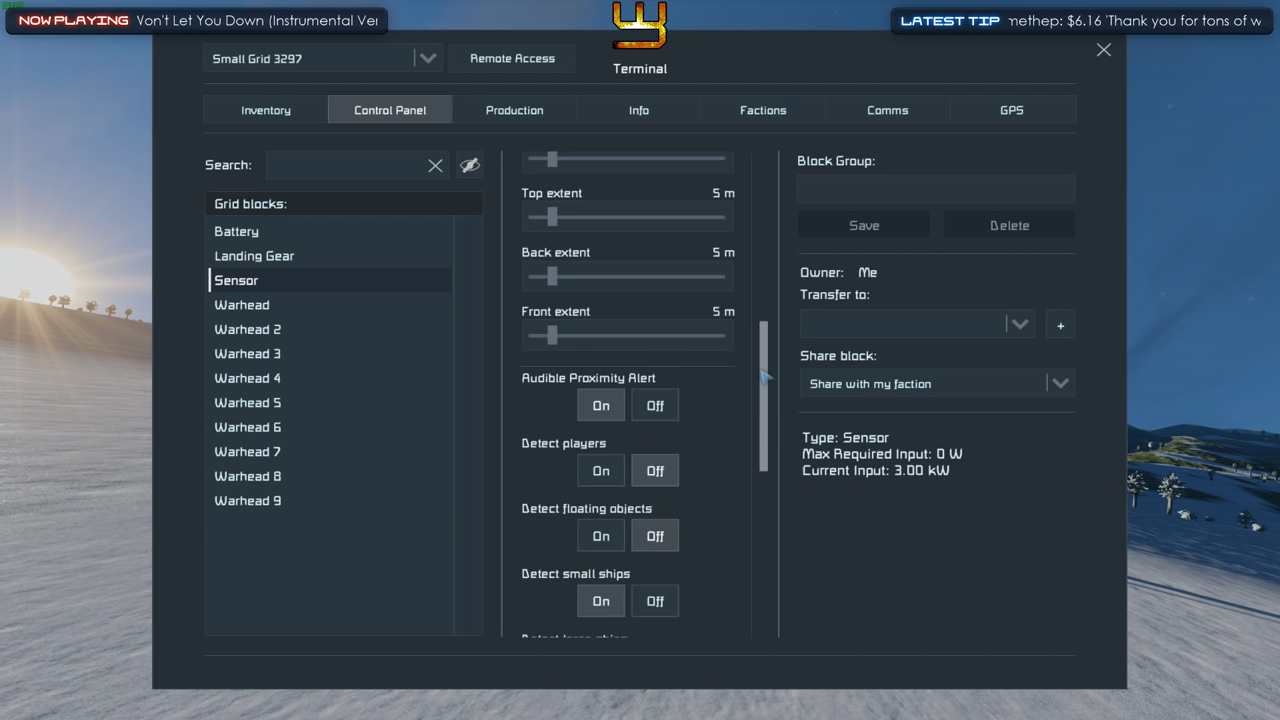 NOW PLAYING Von't Let You Down (Instrumental Ver
LATEST TIP methep: $6.16 'Thank you for tons of w
Small Grid 3297
Remote Access
Terminal
Inventory
Control Panel
Production
Info
Factions
Comms
GPS
Search:
Grid blocks:
Battery
Landing Gear
Sensor
Warhead
Warhead 2
Warhead 3
Warhead 4
Warhead 5
Warhead 6
Warhead 7
Warhead 8
Warhead 9
Top extent 5 m
Back extent 5 m
Front extent 5 m
Audible Proximity Alert
On Off
Detect players
On Off
Detect floating objects
On Off
Detect small ships
On Off
Block Group:
Save Delete
Owner: Me
Transfer to:
+
Share block:
Share with my faction
Type: Sensor
Max Required Input: 0 W
Current Input: 3.00 kW